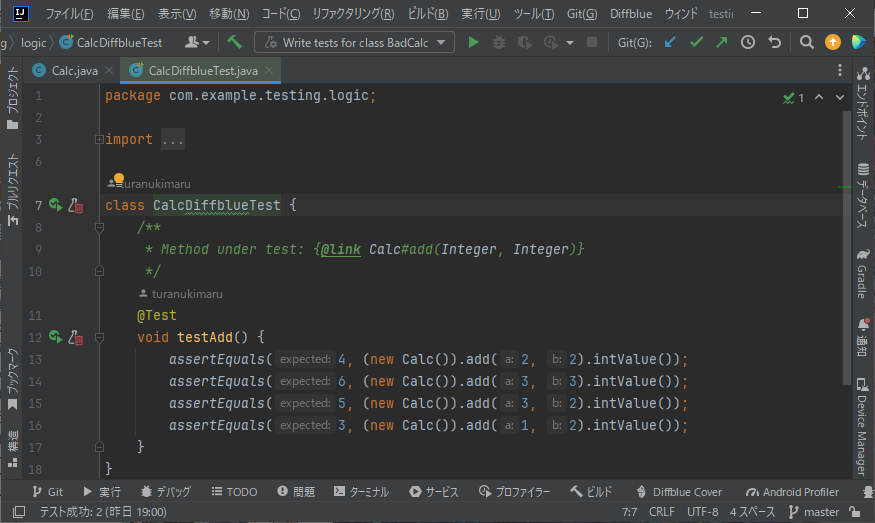 ファイル(F) 編集(E) 表示(V) 移動(N) コード(C) リファクタリング(R) ビルド(B) 実行(U) ツール(T) Git(G) Diffblue ウィンド testin
g logic CalcDiffblueTest Write tests for class BadCalc Git(G):
Calc.java CalcDiffblueTest.java
プロジェクト
プルリクエスト
ブックマーク
構造
1 package com.example.testing.logic; 1
2
3 import ...
6
turanukimaru
7 class CalcDiffblueTest {
8 /**
9 * Method under test: {@link Calc#add(Integer, Integer)}
10 */
turanukimaru
11 @Test
12 void testAdd() {
13 assertEquals( expected: 4, (new Calc()).add( a: 2, b: 2).intValue());
14 assertEquals( expected: 6, (new Calc()).add( a: 3, b: 3).intValue());
15 assertEquals( expected: 5, (new Calc()).add( a: 3, b: 2).intValue());
16 assertEquals( expected: 3, (new Calc()).add( a: 1, b: 2).intValue());
17 }
18 }
エンドポイント
データベース
Gradle
通知
Device Manager
Git 実行 デバッグ TODO 問題 ターミナル サービス プロファイラー ビルド Diffblue Cover Android Profiler
テスト成功: 2 (昨日 19:00) 7:7 CRLF UTF-8 4 スペース master